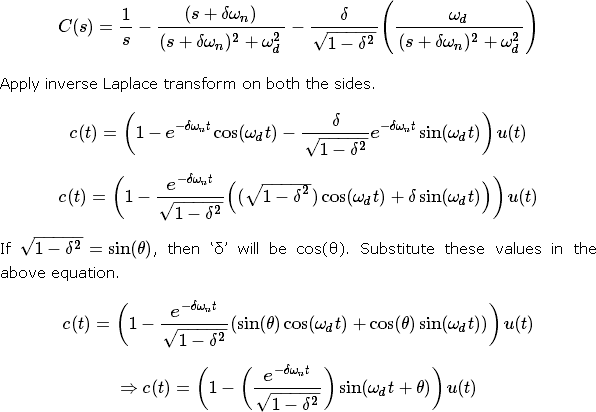 $C(s) = \frac{1}{s} - \frac{(s + \delta\omega_n)}{(s + \delta\omega_n)^2 + \omega_d^2} - \frac{\delta}{\sqrt{1 - \delta^2}} \left( \frac{\omega_d}{(s + \delta\omega_n)^2 + \omega_d^2} \right)$
Apply inverse Laplace transform on both the sides.
$c(t) = \left( 1 - e^{-\delta\omega_n t} \cos(\omega_d t) - \frac{\delta}{\sqrt{1 - \delta^2}} e^{-\delta\omega_n t} \sin(\omega_d t) \right) u(t)$
$c(t) = \left( 1 - \frac{e^{-\delta\omega_n t}}{\sqrt{1 - \delta^2}} \left( (\sqrt{1 - \delta^2}) \cos(\omega_d t) + \delta \sin(\omega_d t) \right) \right) u(t)$
If $\sqrt{1 - \delta^2} = \sin(\theta)$, then ‘δ’ will be cos(θ). Substitute these values in the
above equation.
$c(t) = \left( 1 - \frac{e^{-\delta\omega_n t}}{\sqrt{1 - \delta^2}} (\sin(\theta) \cos(\omega_d t) + \cos(\theta) \sin(\omega_d t)) \right) u(t)$
$\Rightarrow c(t) = \left( 1 - \left( \frac{e^{-\delta\omega_n t}}{\sqrt{1 - \delta^2}} \right) \sin(\omega_d t + \theta) \right) u(t)$